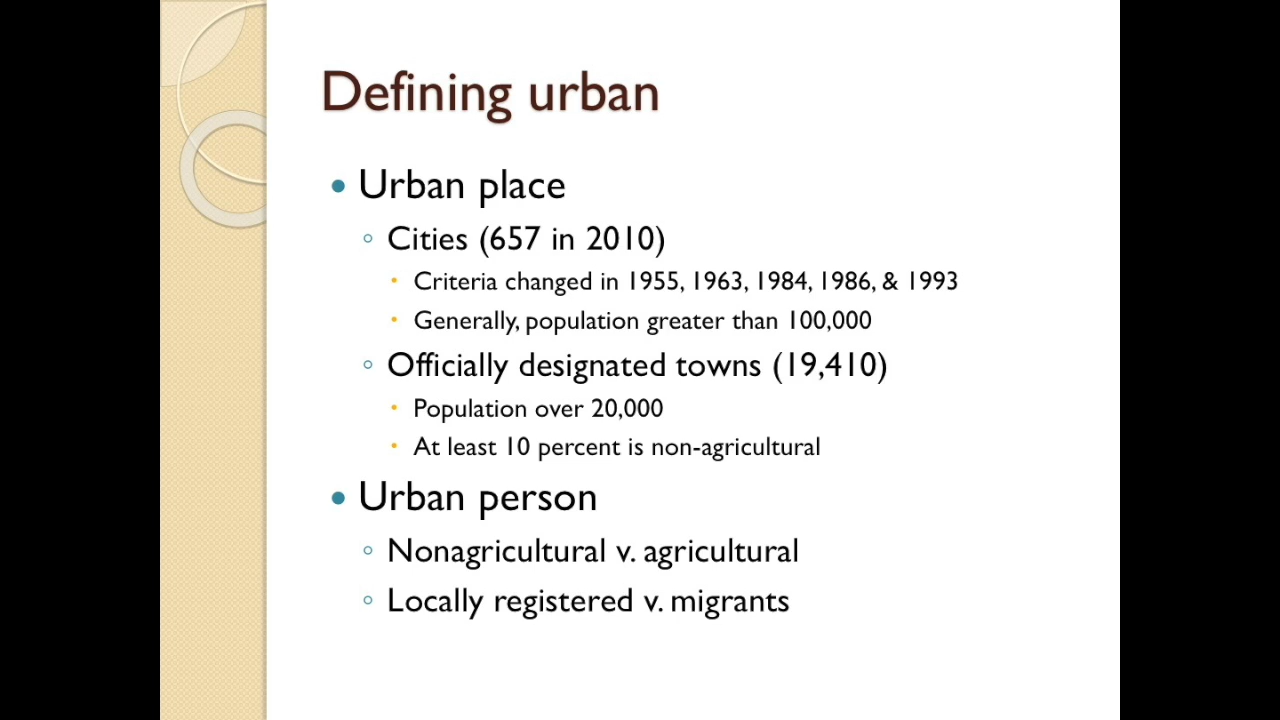 Defining urban
Urban place
Cities (657 in 2010)
Criteria changed in 1955, 1963, 1984, 1986, & 1993
Generally, population greater than 100,000
Officially designated towns (19,410)
Population over 20,000
At least 10 percent is non-agricultural
Urban person
Nonagricultural v. agricultural
Locally registered v. migrants